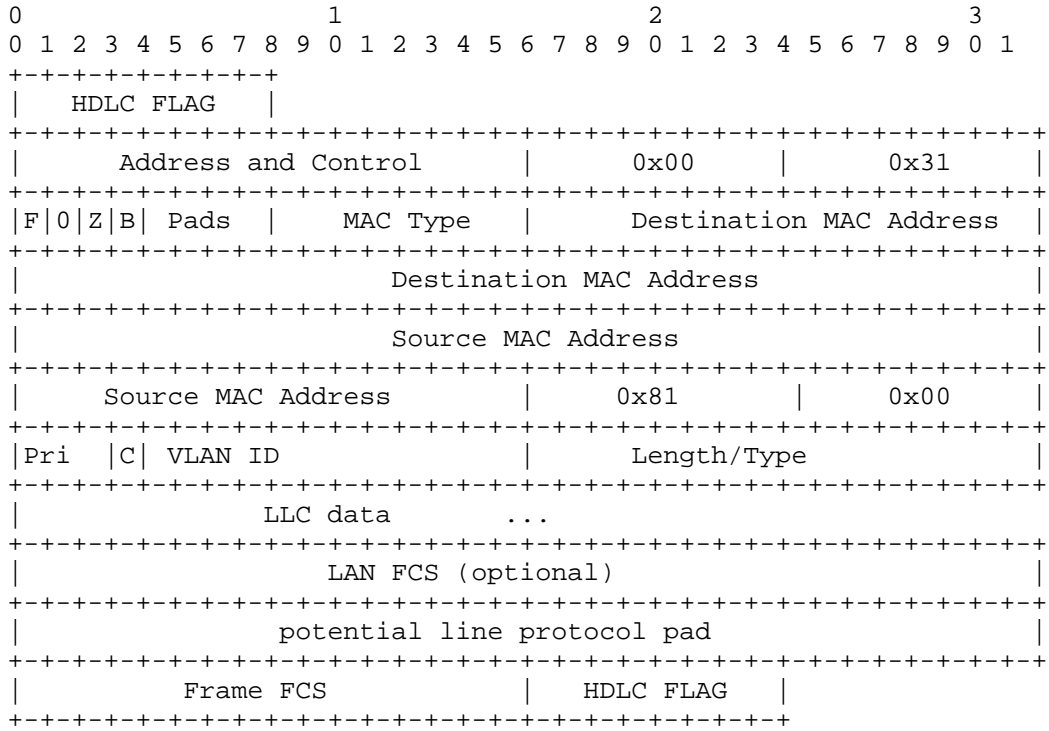 0                   1                   2                   3
0 1 2 3 4 5 6 7 8 9 0 1 2 3 4 5 6 7 8 9 0 1 2 3 4 5 6 7 8 9 0 1
+-+-+-+-+-+-+-+-+
|   HDLC FLAG   |
+-+-+-+-+-+-+-+-+-+-+-+-+-+-+-+-+-+-+-+-+-+-+-+-+-+-+-+-+-+-+-+-+
|      Address and Control      |      0x00     |      0x31     |
+-+-+-+-+-+-+-+-+-+-+-+-+-+-+-+-+-+-+-+-+-+-+-+-+-+-+-+-+-+-+-+-+
|F|0|Z|B| Pads  |    MAC Type   |      Destination MAC Address  |
+-+-+-+-+-+-+-+-+-+-+-+-+-+-+-+-+-+-+-+-+-+-+-+-+-+-+-+-+-+-+-+-+
|                       Destination MAC Address                 |
+-+-+-+-+-+-+-+-+-+-+-+-+-+-+-+-+-+-+-+-+-+-+-+-+-+-+-+-+-+-+-+-+
|                       Source MAC Address                      |
+-+-+-+-+-+-+-+-+-+-+-+-+-+-+-+-+-+-+-+-+-+-+-+-+-+-+-+-+-+-+-+-+
|     Source MAC Address        |     0x81       |     0x00     |
+-+-+-+-+-+-+-+-+-+-+-+-+-+-+-+-+-+-+-+-+-+-+-+-+-+-+-+-+-+-+-+-+
|Pri  |C| VLAN ID               |      Length/Type              |
+-+-+-+-+-+-+-+-+-+-+-+-+-+-+-+-+-+-+-+-+-+-+-+-+-+-+-+-+-+-+-+-+
|               LLC data       ...
+-+-+-+-+-+-+-+-+-+-+-+-+-+-+-+-+-+-+-+-+-+-+-+-+-+-+-+-+-+-+-+-+
|                   LAN FCS (optional)                          |
+-+-+-+-+-+-+-+-+-+-+-+-+-+-+-+-+-+-+-+-+-+-+-+-+-+-+-+-+-+-+-+-+
|                potential line protocol pad                    |
+-+-+-+-+-+-+-+-+-+-+-+-+-+-+-+-+-+-+-+-+-+-+-+-+-+-+-+-+-+-+-+-+
|          Frame FCS            |   HDLC FLAG   |
+-+-+-+-+-+-+-+-+-+-+-+-+-+-+-+-+-+-+-+-+-+-+-+-+